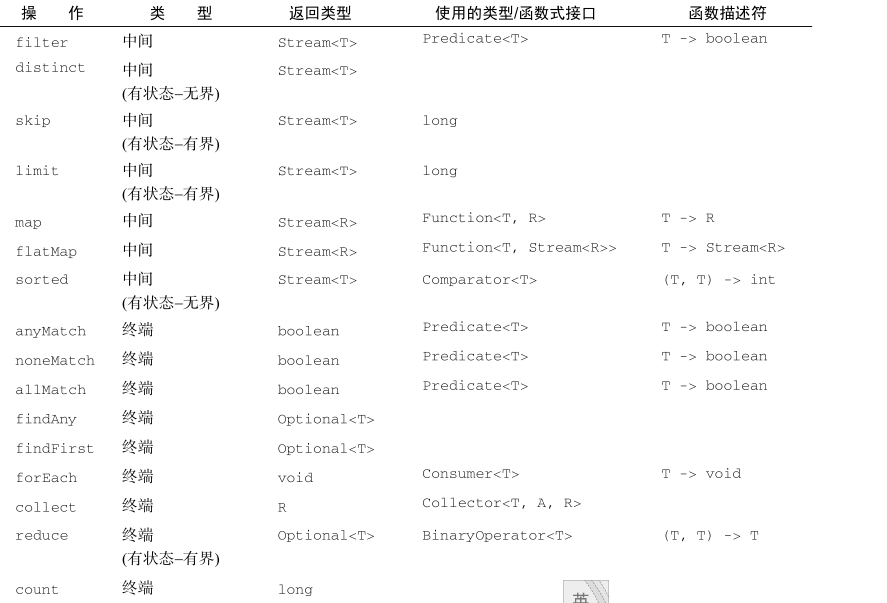 操 作 类 型 返回类型 使用的类型/函数式接口 函数描述符
filter 中间 Stream<T> Predicate<T> T -> boolean
distinct 中间 Stream<T>
(有状态–无界)
skip 中间 Stream<T> long
(有状态–有界)
limit 中间 Stream<T> long
(有状态–有界)
map 中间 Stream<R> Function<T, R> T -> R
flatMap 中间 Stream<R> Function<T, Stream<R>> T -> Stream<R>
sorted 中间 Stream<T> Comparator<T> (T, T) -> int
(有状态–无界)
anyMatch 终端 boolean Predicate<T> T -> boolean
noneMatch 终端 boolean Predicate<T> T -> boolean
allMatch 终端 boolean Predicate<T> T -> boolean
findAny 终端 Optional<T>
findFirst 终端 Optional<T>
forEach 终端 void Consumer<T> T -> void
collect 终端 R Collector<T, A, R>
reduce 终端 Optional<T> BinaryOperator<T> (T, T) -> T
(有状态–有界)
count 终端 long
英